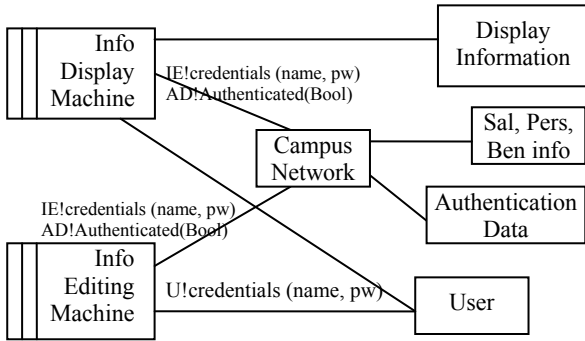 Info
Display
Machine
Display
Information
IE!credentials (name, pw)
AD!Authenticated(Bool)
Campus
Network
Sal, Pers,
Ben info
IE!credentials (name, pw)
AD!Authenticated(Bool)
Authentication
Data
Info
Editing
Machine
U!credentials (name, pw)
User